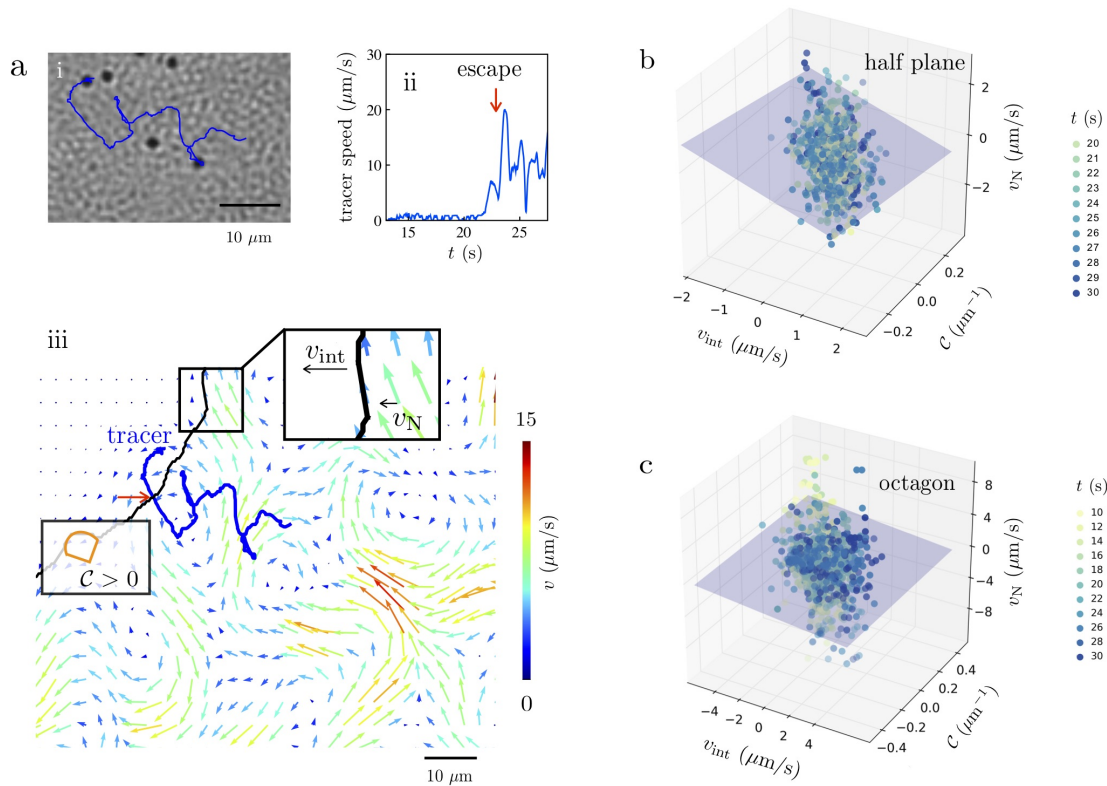 a
i
10 μm
ii
escape
tracer speed (μm/s)
30
20
10
0
15
20
25
t (s)
iii
v_int
v_N
tracer
C > 0
15
v (μm/s)
0
10 μm
b
half plane
2
0
−2
v_N (μm/s)
−2
−1
0
1
2
v_int (μm/s)
−0.2
0.0
0.2
C (μm⁻¹)
t (s)
20
21
22
23
24
25
26
27
28
29
30
c
octagon
8
4
0
−4
−8
v_N (μm/s)
−4
−2
0
2
4
v_int (μm/s)
−0.4
−0.2
0.0
0.2
0.4
C (μm⁻¹)
t (s)
10
12
14
16
18
20
22
24
26
28
30